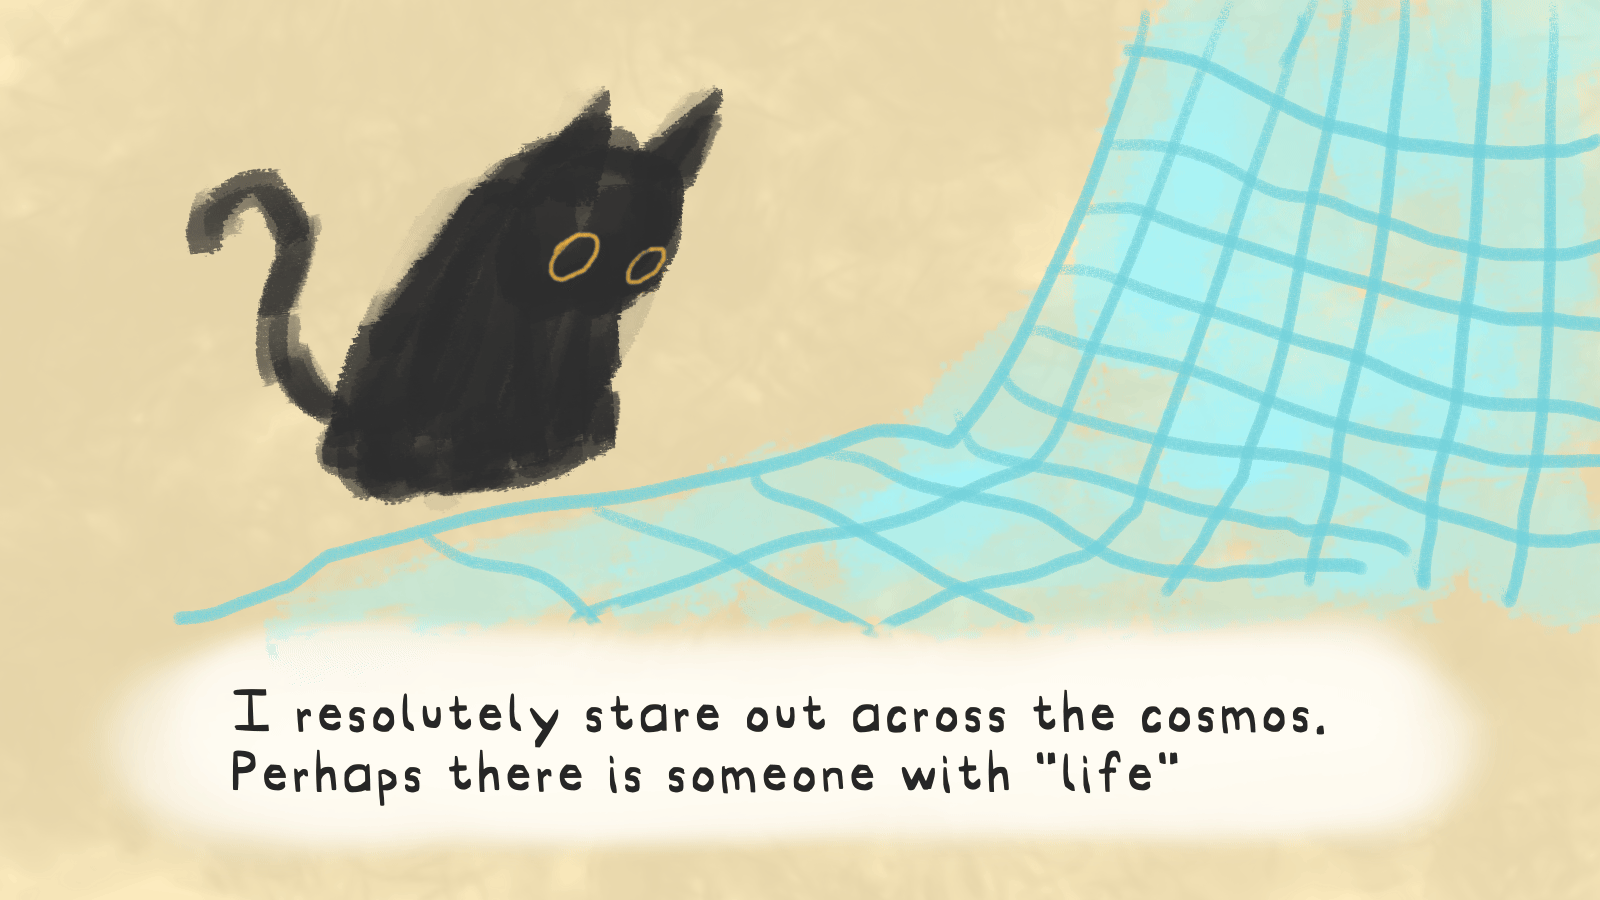 I resolutely stare out across the cosmos.
Perhaps there is someone with "life"